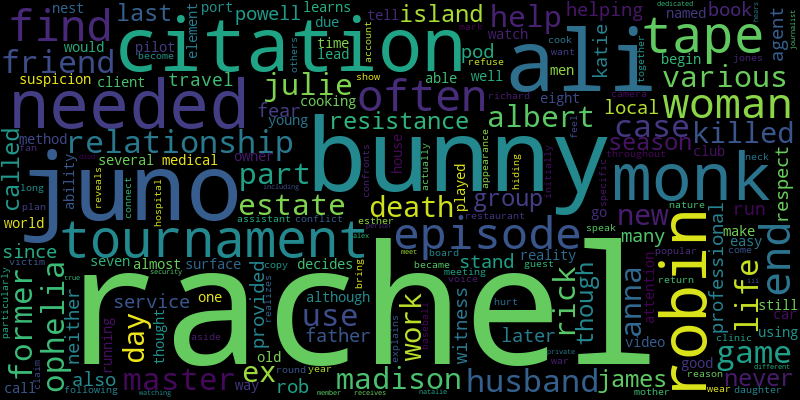 find
friend
last
powell
citation
island
help
helping
book
various
tape
woman
needed
julie
often
ali
katie
agent
travel
suspicion
client
fear
pod
relationship
resistance
albert
case
killed
local
season
called
method
several
ability
medical
young
owner
part
estate
group
death
bunny
monk
juno
tournament
episode
new
run
respect
end
many
robin
professional
life
since
former
ophelia
neither
service
day
also
master
ex
rob
father
husband
madison
james
never
game
daughter
mother
rachel
rick
anna
though
stand
later
witness
work
use
provided
although
thought
almost
surface
seven
assistant
conflict
esther
decides
copy
one
world
victim
hospital
reveals
connect
house
restaurant
baseball
explains
voice
meeting
became
board
guest
reality
hurt
speak
video
attention
car
using
still
clinic
good
reason
wear
popular
nature
return
easy
make
come
different
journalist
dedicated
nest
element
port
learns
due
time
lead
tell
account
watch
others
able
well
cook
want
men
eight
named
begin
together
refuse
show
richard
jones
camera
pilot
would
become
cooking
club
go
specific
throughout
neck
played
appearance
hiding
confronts
actually
initially
fan
long
plan
call
claim
following
particularly
running
way
old
round
year
war
bring
realizes
aside
security
including
true
member
receives
watching
natalie
private
meet
alex